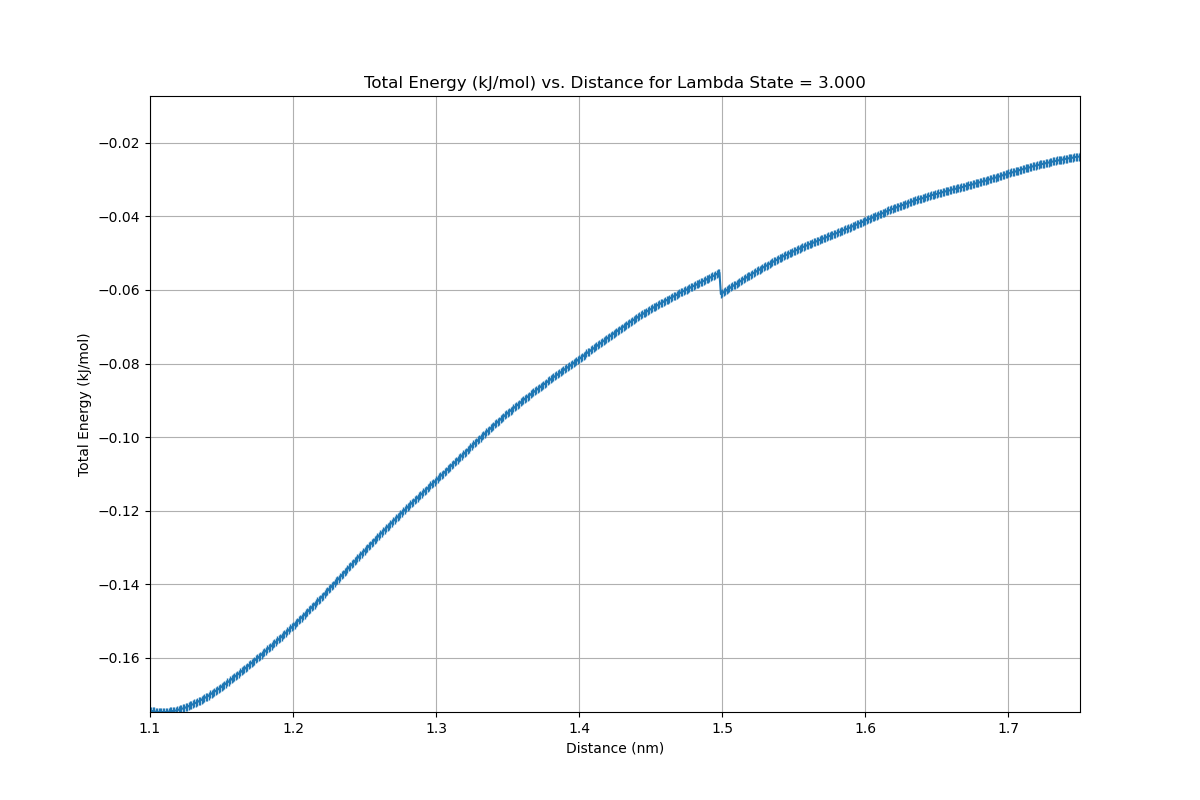 Total Energy (kJ/mol) vs. Distance for Lambda State = 3.000
Total Energy (kJ/mol)
−0.02
−0.04
−0.06
−0.08
−0.10
−0.12
−0.14
−0.16
1.1 1.2 1.3 1.4 1.5 1.6 1.7
Distance (nm)